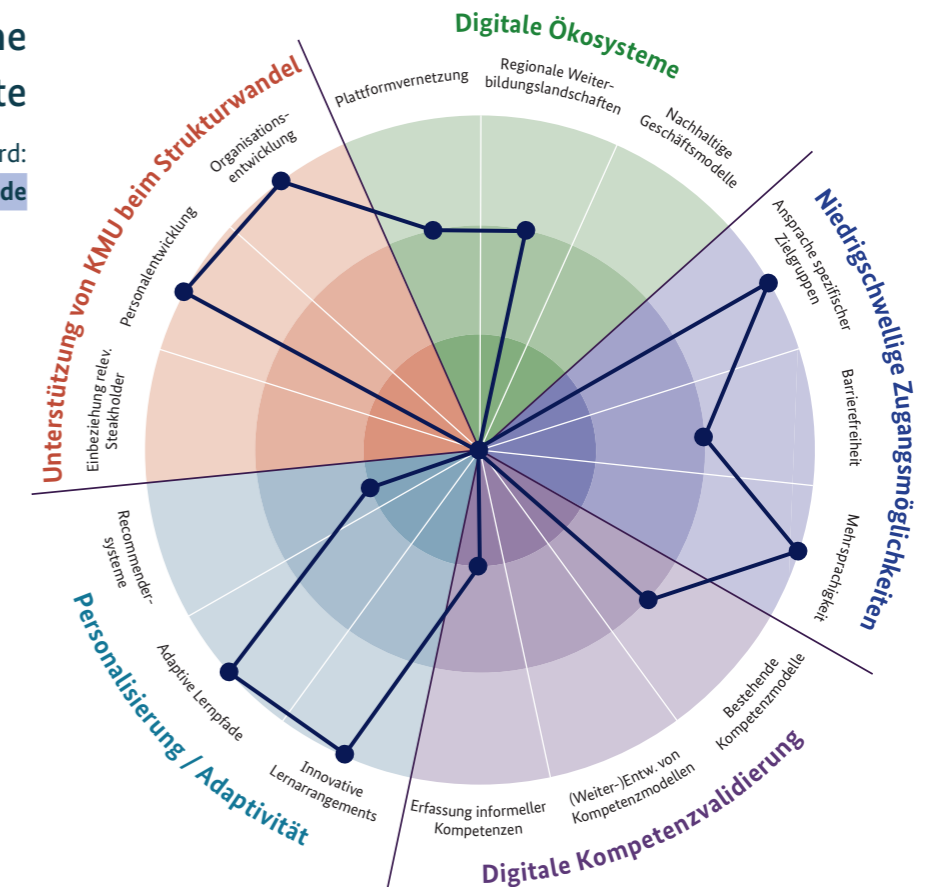 ne
te
rd:
de
Digitale Ökosysteme
Plattformvernetzung
Regionale Weiter-
bildungslandschaften
Nachhaltige
Geschäftsmodelle
Niedrigschwellige Zugangsmöglichkeiten
Ansprache spezifischer
Zielgruppen
Barrierefreiheit
Mehrsprachigkeit
Digitale Kompetenzvalidierung
Bestehende
Kompetenzmodelle
(Weiter-)Entw. von
Kompetenzmodellen
Erfassung informeller
Kompetenzen
Personalisierung / Adaptivität
Innovative
Lernarrangements
Adaptive Lernpfade
Recommender-
systeme
Unterstützung von KMU beim Strukturwandel
Einbeziehung relev.
Steakholder
Personalentwicklung
Organisations-
entwicklung